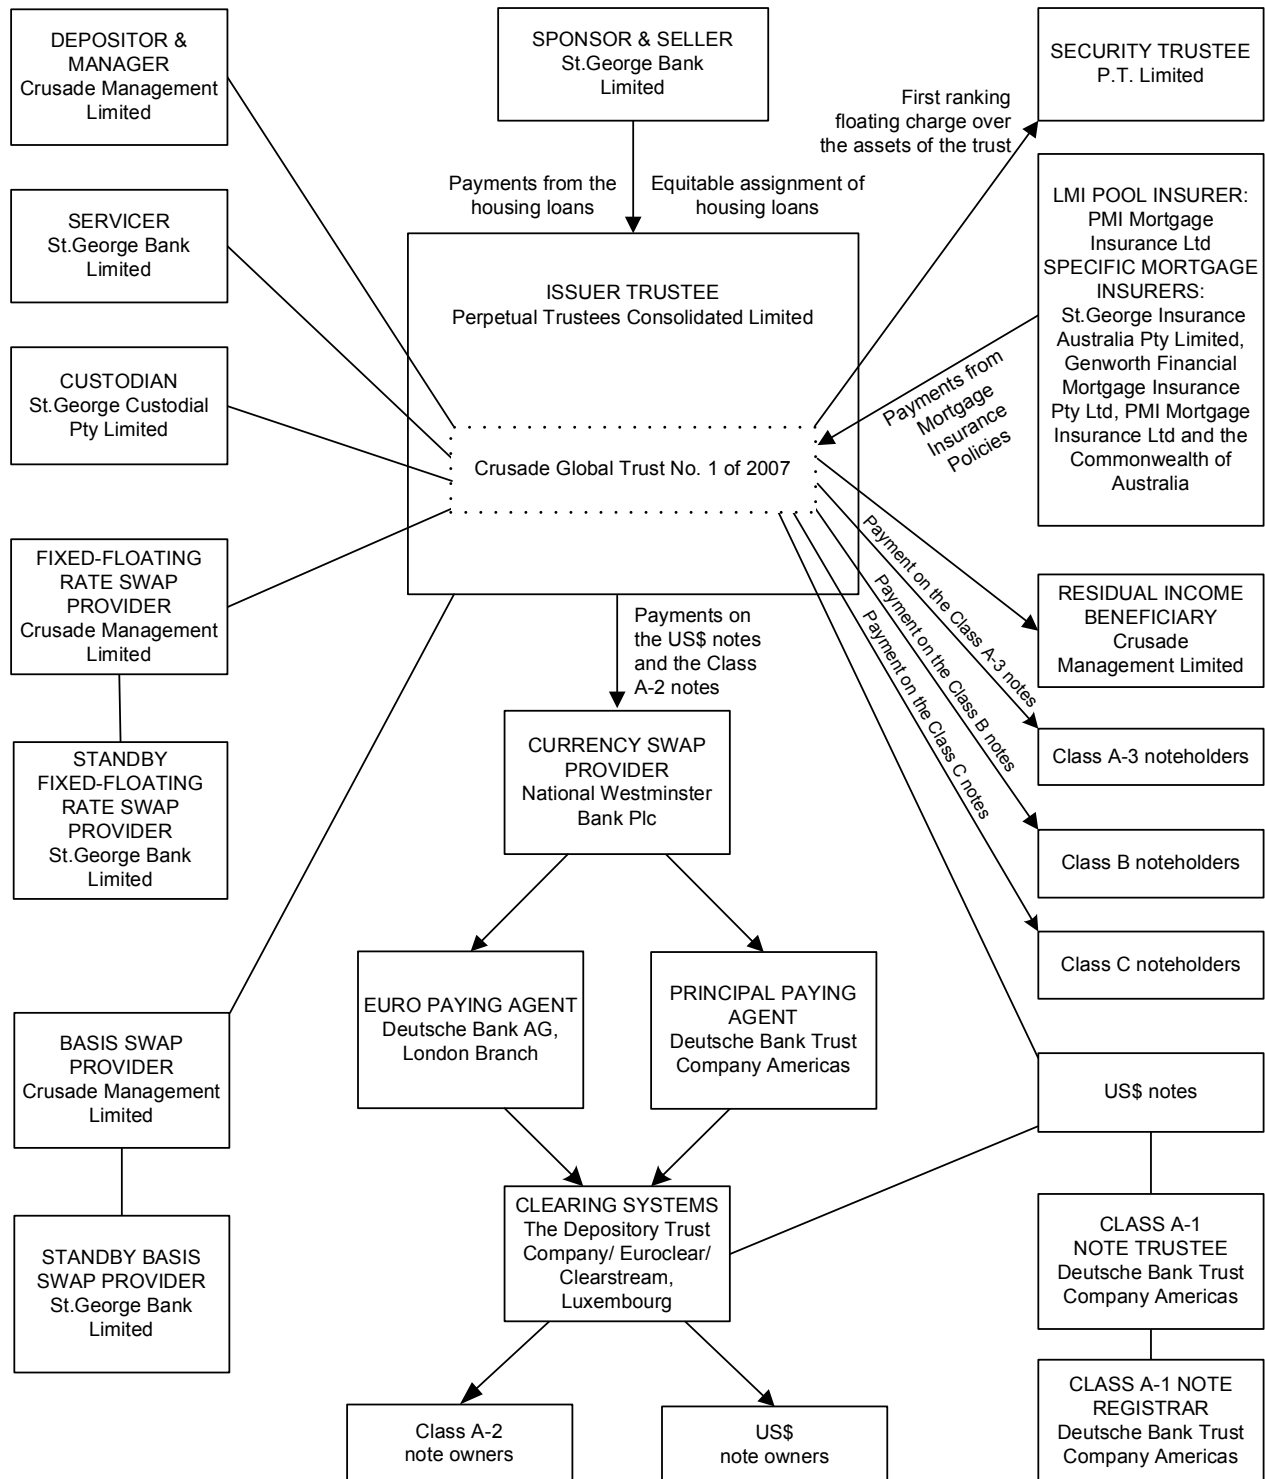 DEPOSITOR &
MANAGER
Crusade Management
Limited
SPONSOR & SELLER
St.George Bank
Limited
SECURITY TRUSTEE
P.T. Limited
First ranking
floating charge over
the assets of the trust
Payments from the
housing loans
Equitable assignment of
housing loans
SERVICER
St.George Bank
Limited
LMI POOL INSURER:
PMI Mortgage
Insurance Ltd
SPECIFIC MORTGAGE
INSURERS:
St.George Insurance
Australia Pty Limited,
Genworth Financial
Mortgage Insurance
Pty Ltd, PMI Mortgage
Insurance Ltd and the
Commonwealth of
Australia
ISSUER TRUSTEE
Perpetual Trustees Consolidated Limited
CUSTODIAN
St.George Custodial
Pty Limited
Payments from
Mortgage
Insurance
Policies
Crusade Global Trust No. 1 of 2007
FIXED-FLOATING
RATE SWAP
PROVIDER
Crusade Management
Limited
Payment on the Class A-3 notes
Payment on the Class B notes
Payment on the Class C notes
RESIDUAL INCOME
BENEFICIARY
Crusade
Management Limited
Payments on
the US$ notes
and the Class
A-2 notes
STANDBY
FIXED-FLOATING
RATE SWAP
PROVIDER
St.George Bank
Limited
CURRENCY SWAP
PROVIDER
National Westminster
Bank Plc
Class A-3 noteholders
Class B noteholders
Class C noteholders
EURO PAYING AGENT
Deutsche Bank AG,
London Branch
PRINCIPAL PAYING
AGENT
Deutsche Bank Trust
Company Americas
BASIS SWAP
PROVIDER
Crusade Management
Limited
US$ notes
CLEARING SYSTEMS
The Depository Trust
Company/ Euroclear/
Clearstream,
Luxembourg
CLASS A-1
NOTE TRUSTEE
Deutsche Bank Trust
Company Americas
STANDBY BASIS
SWAP PROVIDER
St.George Bank
Limited
CLASS A-1 NOTE
REGISTRAR
Deutsche Bank Trust
Company Americas
Class A-2
note owners
US$
note owners